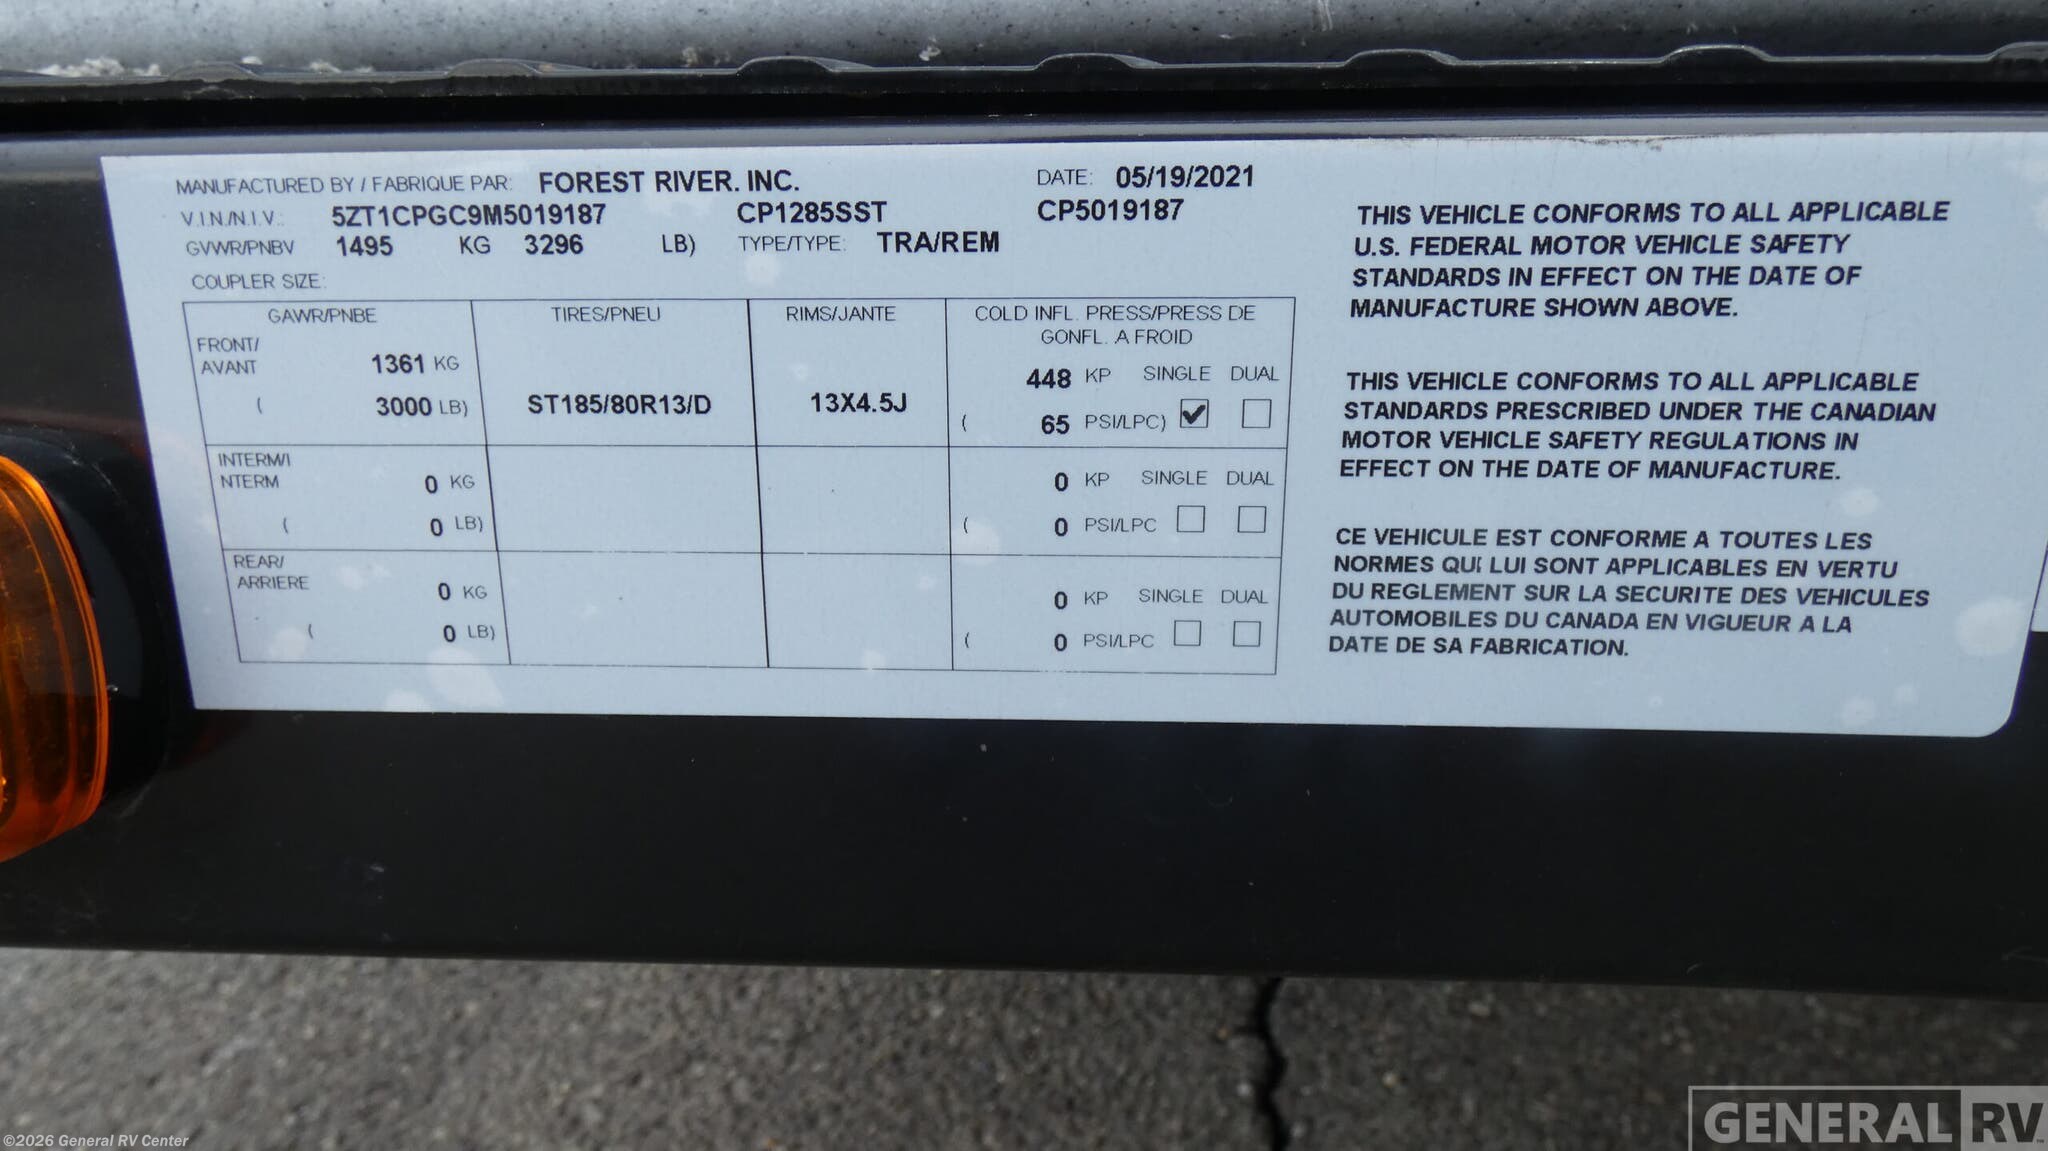 MANUFACTURED BY / FABRIQUE PAR: FOREST RIVER. INC. DATE: 05/19/2021
V.I.N./N.I.V.: 5ZT1CPGC9M5019187 CP1285SST CP5019187
GVWR/PNBV 1495 KG 3296 LB) TYPE/TYPE: TRA/REM
COUPLER SIZE:
GAWR/PNBE TIRES/PNEU RIMS/JANTE COLD INFL. PRESS/PRESS DE
GONFL. A FROID
FRONT/
AVANT 1361 KG 448 KP SINGLE DUAL
( 3000 LB) ST185/80R13/D 13X4.5J ( 65 PSI/LPC) ✔
INTERM/I
NTERM 0 KG 0 KP SINGLE DUAL
( 0 LB) ( 0 PSI/LPC
REAR/
ARRIERE 0 KG 0 KP SINGLE DUAL
( 0 LB) ( 0 PSI/LPC
THIS VEHICLE CONFORMS TO ALL APPLICABLE
U.S. FEDERAL MOTOR VEHICLE SAFETY
STANDARDS IN EFFECT ON THE DATE OF
MANUFACTURE SHOWN ABOVE.
THIS VEHICLE CONFORMS TO ALL APPLICABLE
STANDARDS PRESCRIBED UNDER THE CANADIAN
MOTOR VEHICLE SAFETY REGULATIONS IN
EFFECT ON THE DATE OF MANUFACTURE.
CE VEHICULE EST CONFORME A TOUTES LES
NORMES QUI LUI SONT APPLICABLES EN VERTU
DU REGLEMENT SUR LA SECURITE DES VEHICULES
AUTOMOBILES DU CANADA EN VIGUEUR A LA
DATE DE SA FABRICATION.
©2026 General RV Center
GENERAL RV™